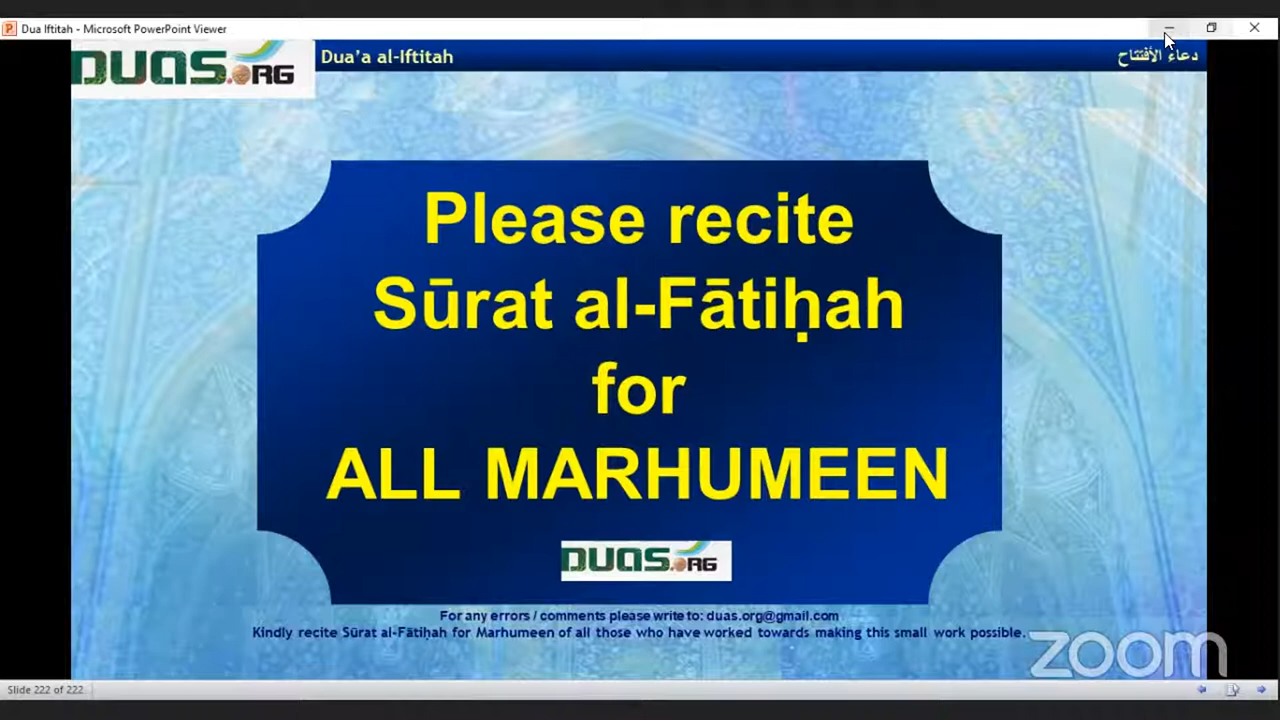 Dua Iftitah - Microsoft PowerPoint Viewer
DUAS.ORG
Dua’a al-Iftitah
دعاء الأفتتاح
Please recite
Sūrat al-Fātiḥah
for
ALL MARHUMEEN
DUAS.ORG
For any errors / comments please write to: duas.org@gmail.com
Kindly recite Sūrat al-Fātiḥah for Marhumeen of all those who have worked towards making this small work possible.
zoom
Slide 222 of 222